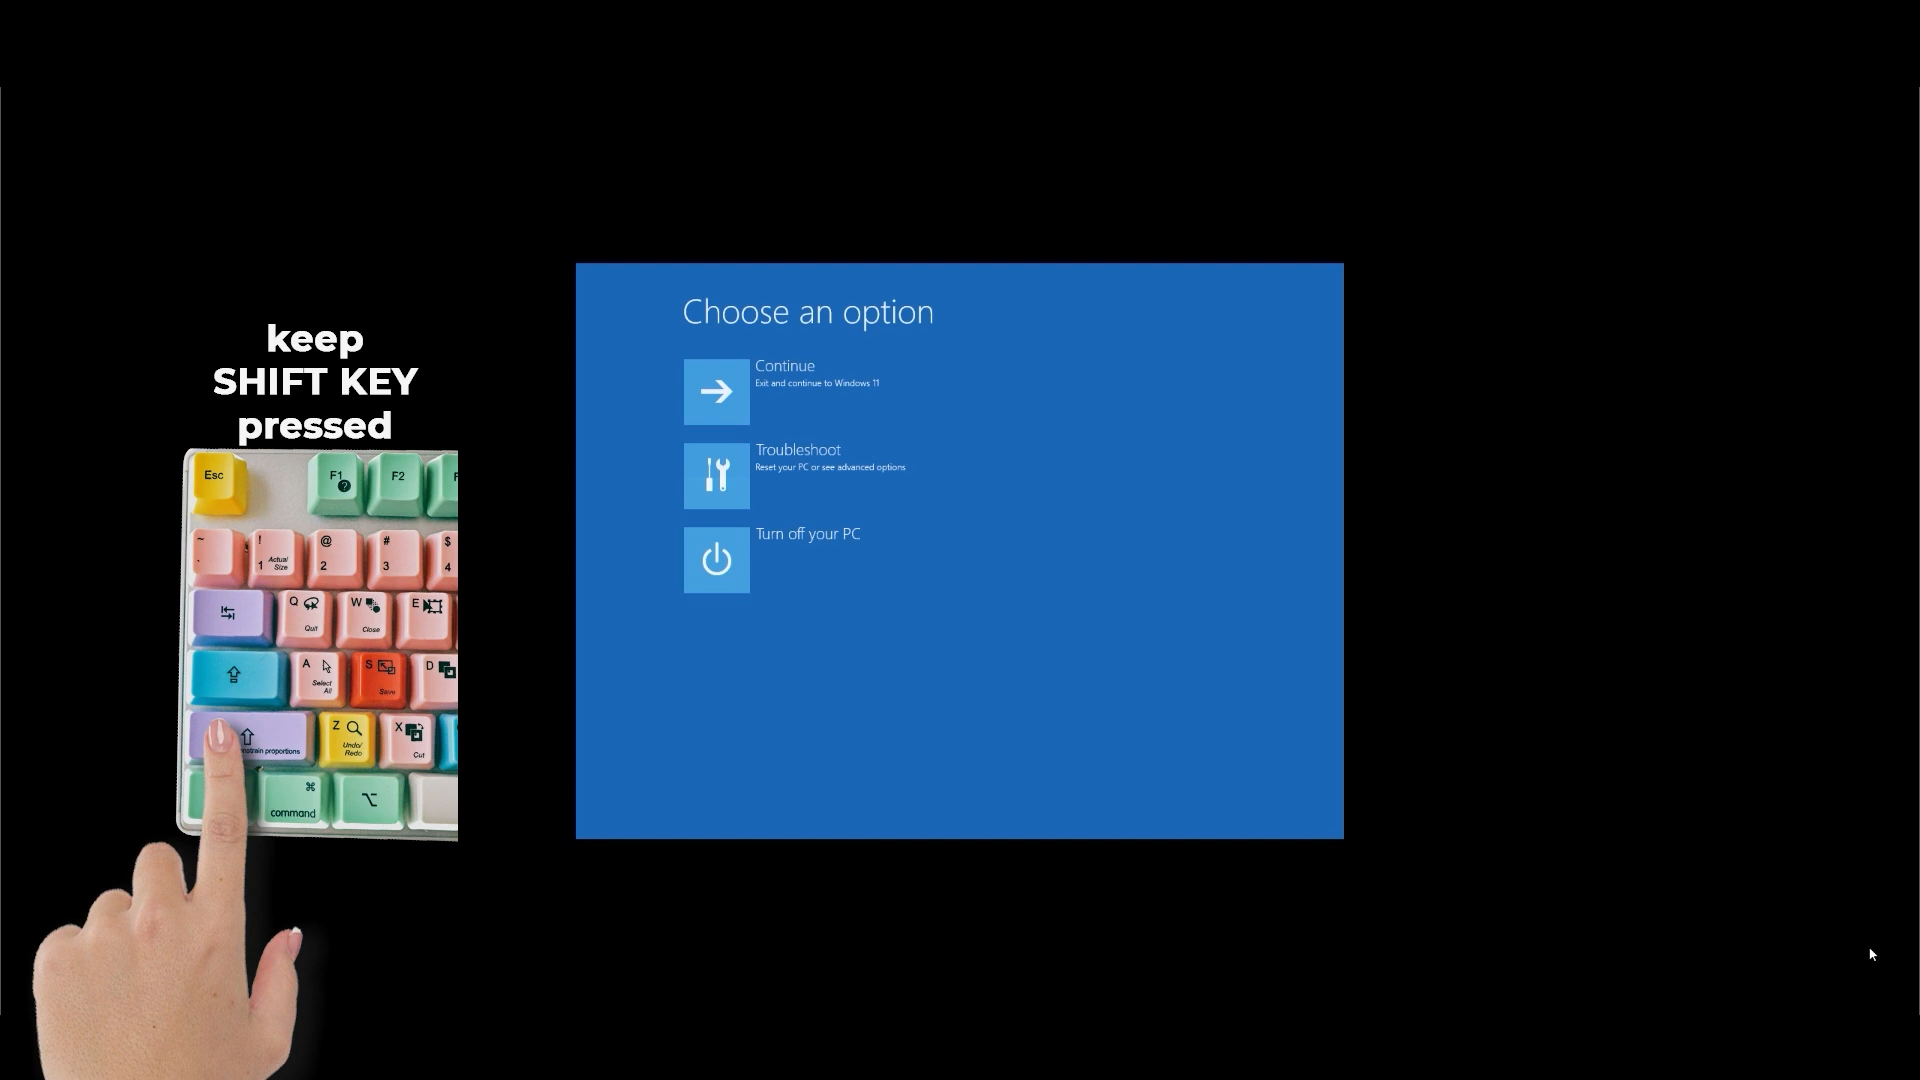 keep
SHIFT KEY
pressed
Esc
F1
?
F2
F
~
!
1
Actual
Size
@
2
#
3
$
4
Q
Quit
W
Close
E
A
Select
All
S
Save
D
nstrain proportions
Z
Undo/
Redo
X
Cut
command
Choose an option
Continue
Exit and continue to Windows 11
Troubleshoot
Reset your PC or see advanced options
Turn off your PC